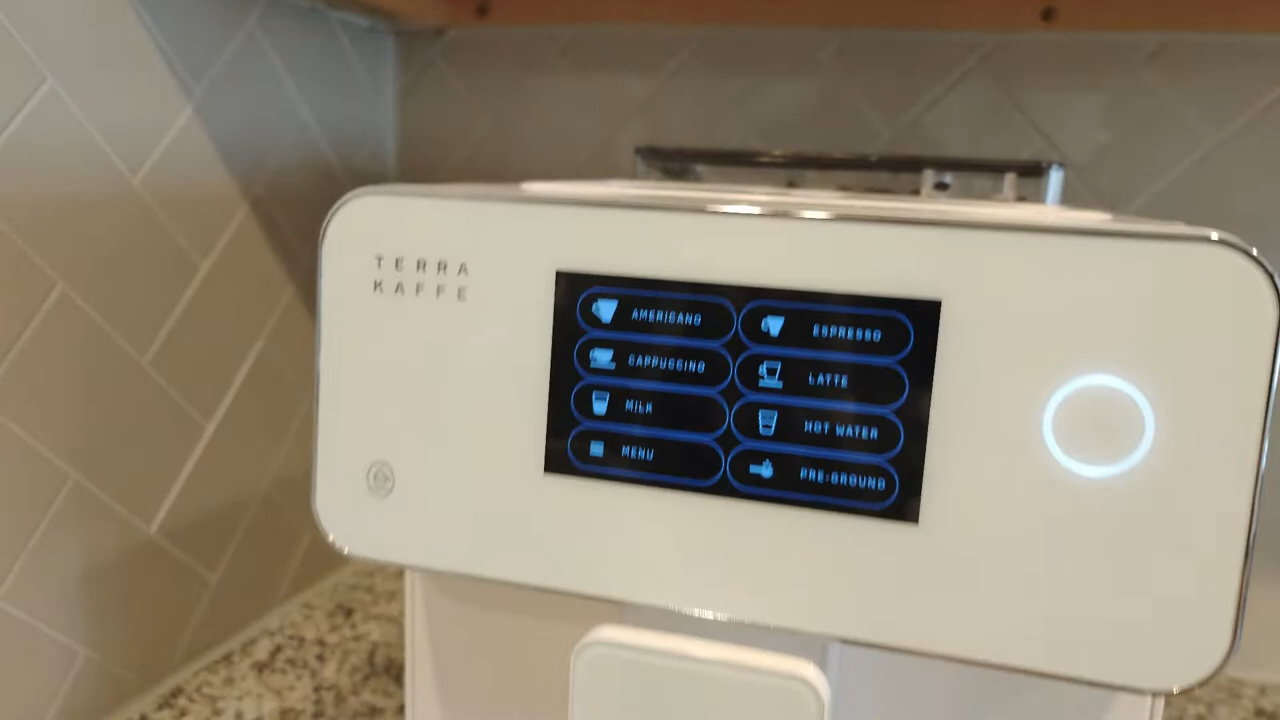 TERRA
KAFFE
AMERICANO
ESPRESSO
CAPPUCCINO
LATTE
MILK
HOT WATER
MENU
PRE-GROUND